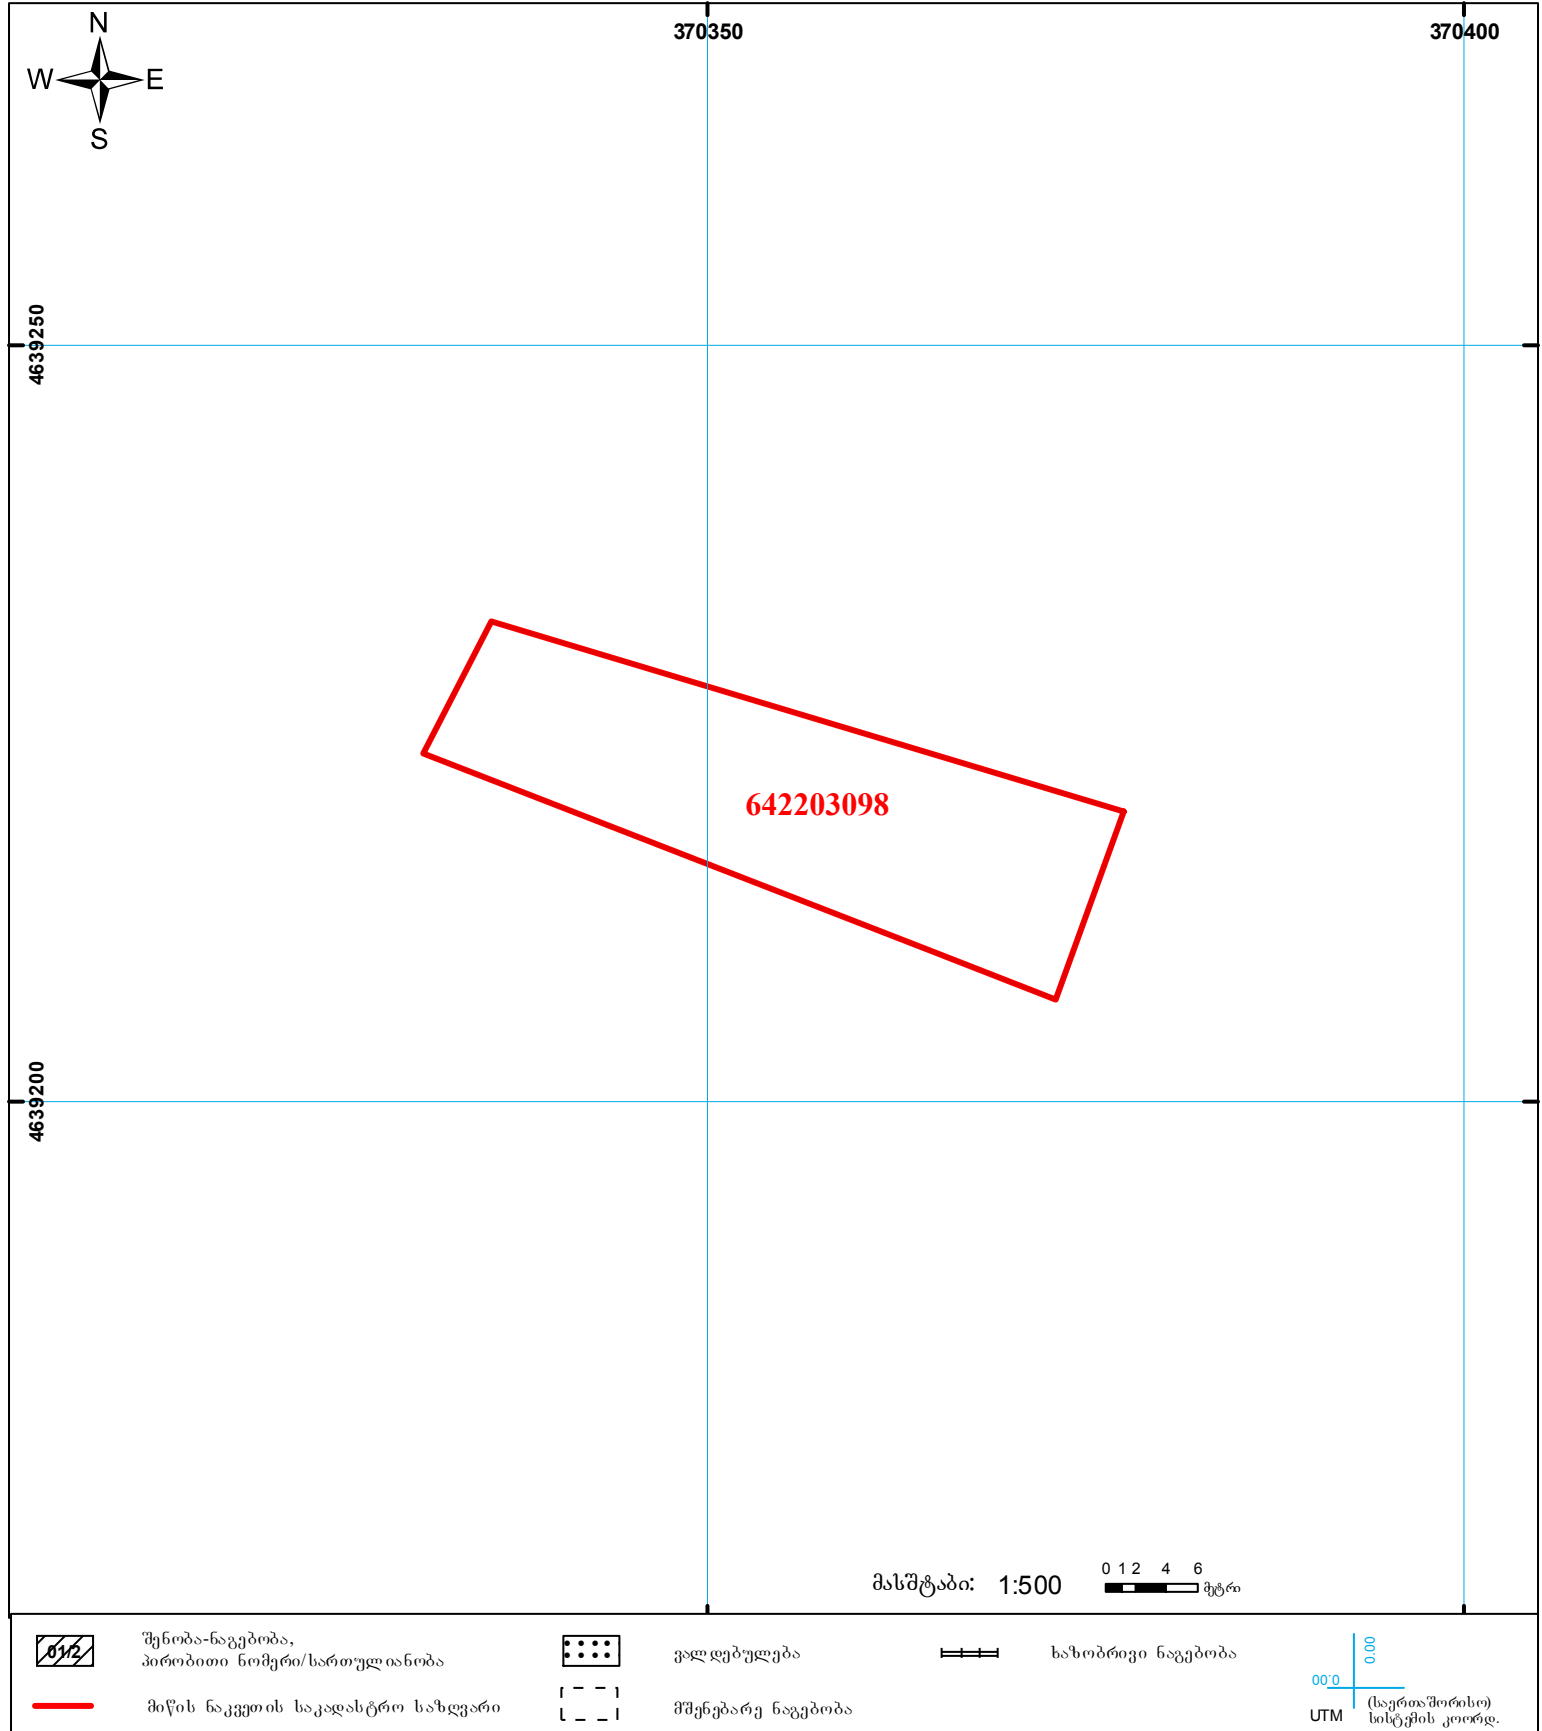 N
W E
S
370350
370400
4639250
4639200
642203098
მასშტაბი: 1:500
0 1 2 4 6
მეტრი
01/2
შენობა-ნაგებობა,
პირობითი ნომერი/სართულიანობა
ვალდებულება
ხაზობრივი ნაგებობა
მიწის ნაკვეთის საკადასტრო საზღვარი
მშენებარე ნაგებობა
00.0
00.0
UTM
(საერთაშორისო)
სისტემის კოორდ.